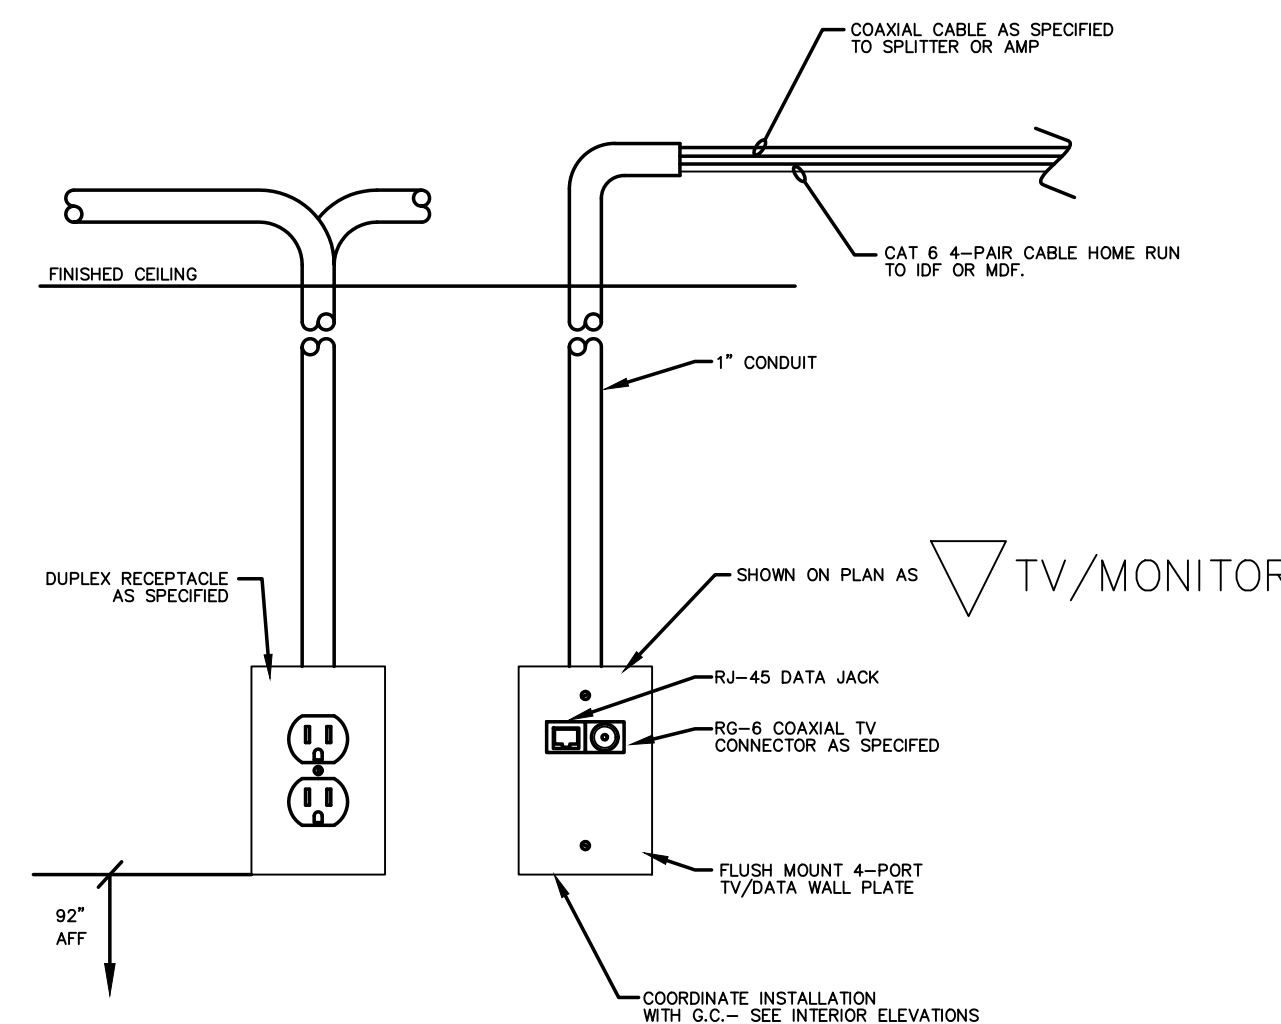 COAXIAL CABLE AS SPECIFIED
TO SPLITTER OR AMP
CAT 6 4-PAIR CABLE HOME RUN
TO IDF OR MDF.
FINISHED CEILING
1" CONDUIT
DUPLEX RECEPTACLE
AS SPECIFIED
SHOWN ON PLAN AS
TV/MONITOR
RJ-45 DATA JACK
RG-6 COAXIAL TV
CONNECTOR AS SPECIFED
FLUSH MOUNT 4-PORT
TV/DATA WALL PLATE
92"
AFF
COORDINATE INSTALLATION
WITH G.C.- SEE INTERIOR ELEVATIONS